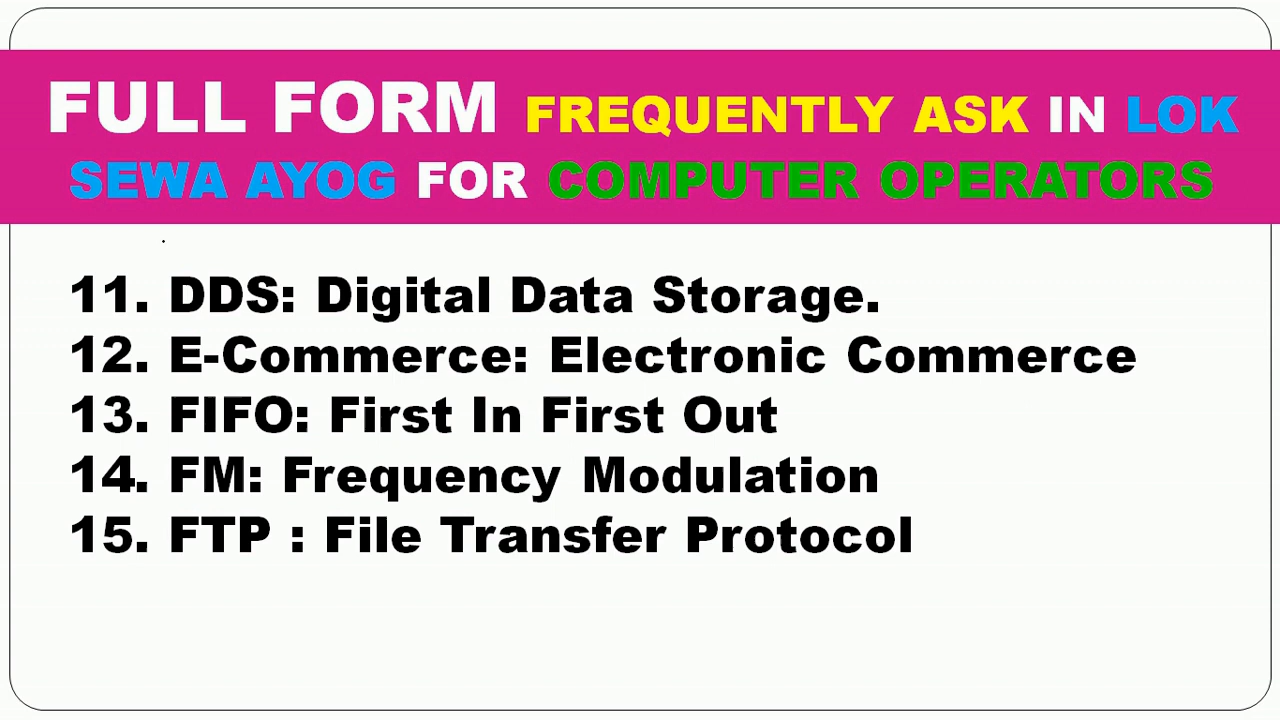 FULL FORM FREQUENTLY ASK IN LOK
SEWA AYOG FOR COMPUTER OPERATORS
11. DDS: Digital Data Storage.
12. E-Commerce: Electronic Commerce
13. FIFO: First In First Out
14. FM: Frequency Modulation
15. FTP : File Transfer Protocol